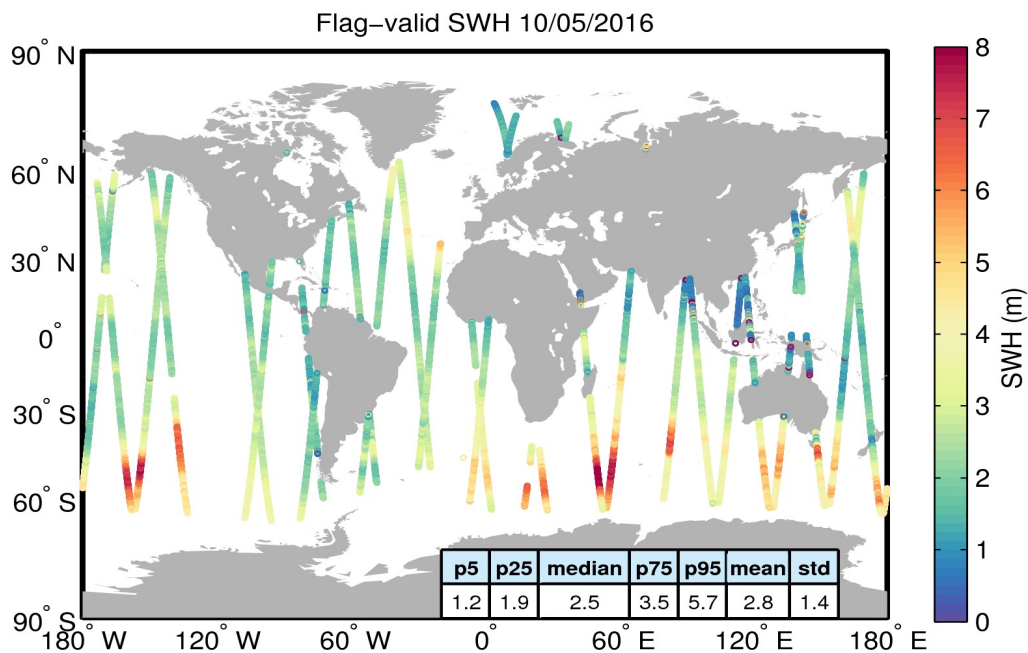 Flag−valid SWH 10/05/2016
90° N
60° N
30° N
0°
30° S
60° S
90° S
180° W
120° W
60° W
0°
60° E
120° E
180° E
p5 p25 median p75 p95 mean std
1.2 1.9 2.5 3.5 5.7 2.8 1.4
8
7
6
5
4
3
2
1
0
SWH (m)